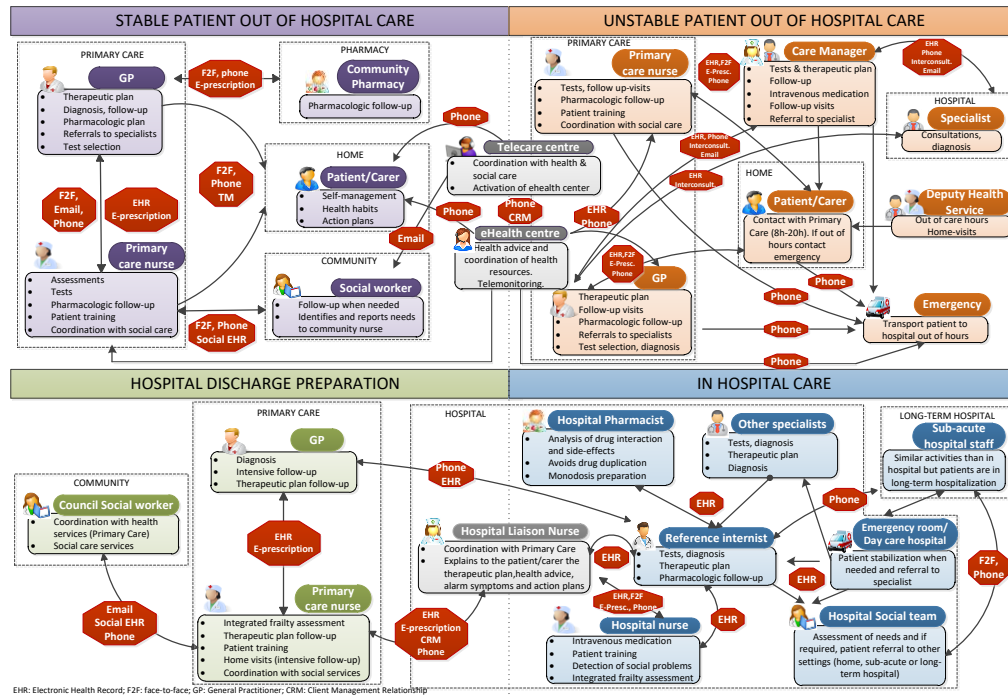 STABLE PATIENT OUT OF HOSPITAL CARE
PRIMARY CARE
GP
Therapeutic plan
Diagnosis, follow-up
Pharmacologic plan
Referrals to specialists
Test selection
F2F, phone
E-prescription
PHARMACY
Community
Pharmacy
Pharmacologic follow-up
F2F,
Email,
Phone
EHR
E-prescription
F2F,
Phone
TM
HOME
Patient/Carer
Self-management
Health habits
Action plans
Primary
care nurse
Assessments
Tests
Pharmacologic follow-up
Patient training
Coordination with social care
F2F, Phone
Social EHR
COMMUNITY
Social worker
Follow-up when needed
Identifies and reports needs
to community nurse
Phone
Telecare centre
Coordination with health &
social care
Activation of ehealth center
Phone
Phone
CRM
EHR
Phone
Email
eHealth centre
Health advice and
coordination of health
resources.
Telemonitoring.
UNSTABLE PATIENT OUT OF HOSPITAL CARE
PRIMARY CARE
Primary
care nurse
Tests, follow up-visits
Pharmacologic follow-up
Patient training
Coordination with social care
EHR,F2F
E-Presc.
Phone
Care Manager
Tests & therapeutic plan
Follow-up
Intravenous medication
Follow-up visits
Referral to specialist
EHR
Phone
Interconsult.
Email
HOSPITAL
Specialist
Consultations,
diagnosis
EHR, Phone
Interconsult.
Email
EHR
Interconsult.
HOME
Patient/Carer
Contact with Primary
Care (8h-20h). If out of
hours contact
emergency
Deputy Health
Service
Out of care hours
Home-visits
EHR,F2F
E-Presc.
Phone
GP
Therapeutic plan
Follow-up visits
Pharmacologic follow-up
Referrals to specialists
Test selection, diagnosis
Phone
Phone
Phone
Phone
Emergency
Transport patient to
hospital out of hours
HOSPITAL DISCHARGE PREPARATION
PRIMARY CARE
GP
Diagnosis
Intensive follow-up
Therapeutic plan follow-up
COMMUNITY
Council Social worker
Coordination with health
services (Primary Care)
Social care services
EHR
E-prescription
Email
Social EHR
Phone
Primary
care nurse
Integrated frailty assessment
Therapeutic plan follow-up
Patient training
Home visits (intensive follow-up)
Coordination with social services
EHR
E-prescription
CRM
Phone
HOSPITAL
Phone
EHR
Hospital Liaison Nurse
Coordination with Primary Care
Explains to the patient/carer the
therapeutic plan,health advice,
alarm symptoms and action plans
IN HOSPITAL CARE
Hospital Pharmacist
Analysis of drug interaction
and side-effects
Avoids drug duplication
Monodosis preparation
Other specialists
Tests, diagnosis
Therapeutic plan
Diagnosis
EHR
Phone
LONG-TERM HOSPITAL
Sub-acute
hospital staff
Similar activities than in
hospital but patients are in
long-term hospitalization
EHR
Reference internist
Tests, diagnosis
Therapeutic plan
Pharmacologic follow-up
Emergency room/
Day care hospital
Patient stabilization when
needed and referral to
specialist
EHR
F2F,
Phone
EHR,F2F
E-Presc., Phone
EHR
Hospital nurse
Intravenous medication
Patient training
Detection of social problems
Integrated frailty assessment
Hospital Social team
Assessment of needs and if
required, patient referral to other
settings (home, sub-acute or long-
term hospital)
EHR: Electronic Health Record; F2F: face-to-face; GP: General Practitioner; CRM: Client Management Relationship